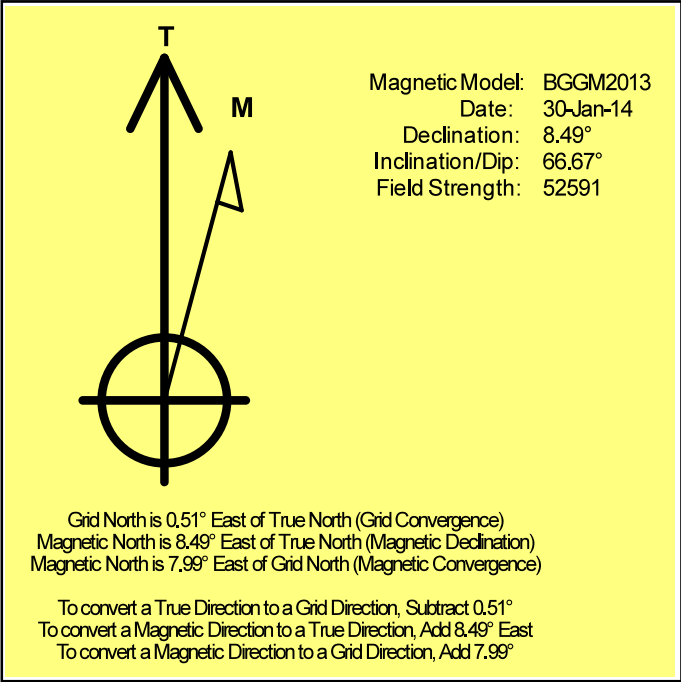 T
M
Magnetic Model: BGGM2013
Date: 30-Jan-14
Declination: 8.49°
Inclination/Dip: 66.67°
Field Strength: 52591
Grid North is 0.51° East of True North (Grid Convergence)
Magnetic North is 8.49° East of True North (Magnetic Declination)
Magnetic North is 7.99° East of Grid North (Magnetic Convergence)
To convert a True Direction to a Grid Direction, Subtract 0.51°
To convert a Magnetic Direction to a True Direction, Add 8.49° East
To convert a Magnetic Direction to a Grid Direction, Add 7.99°